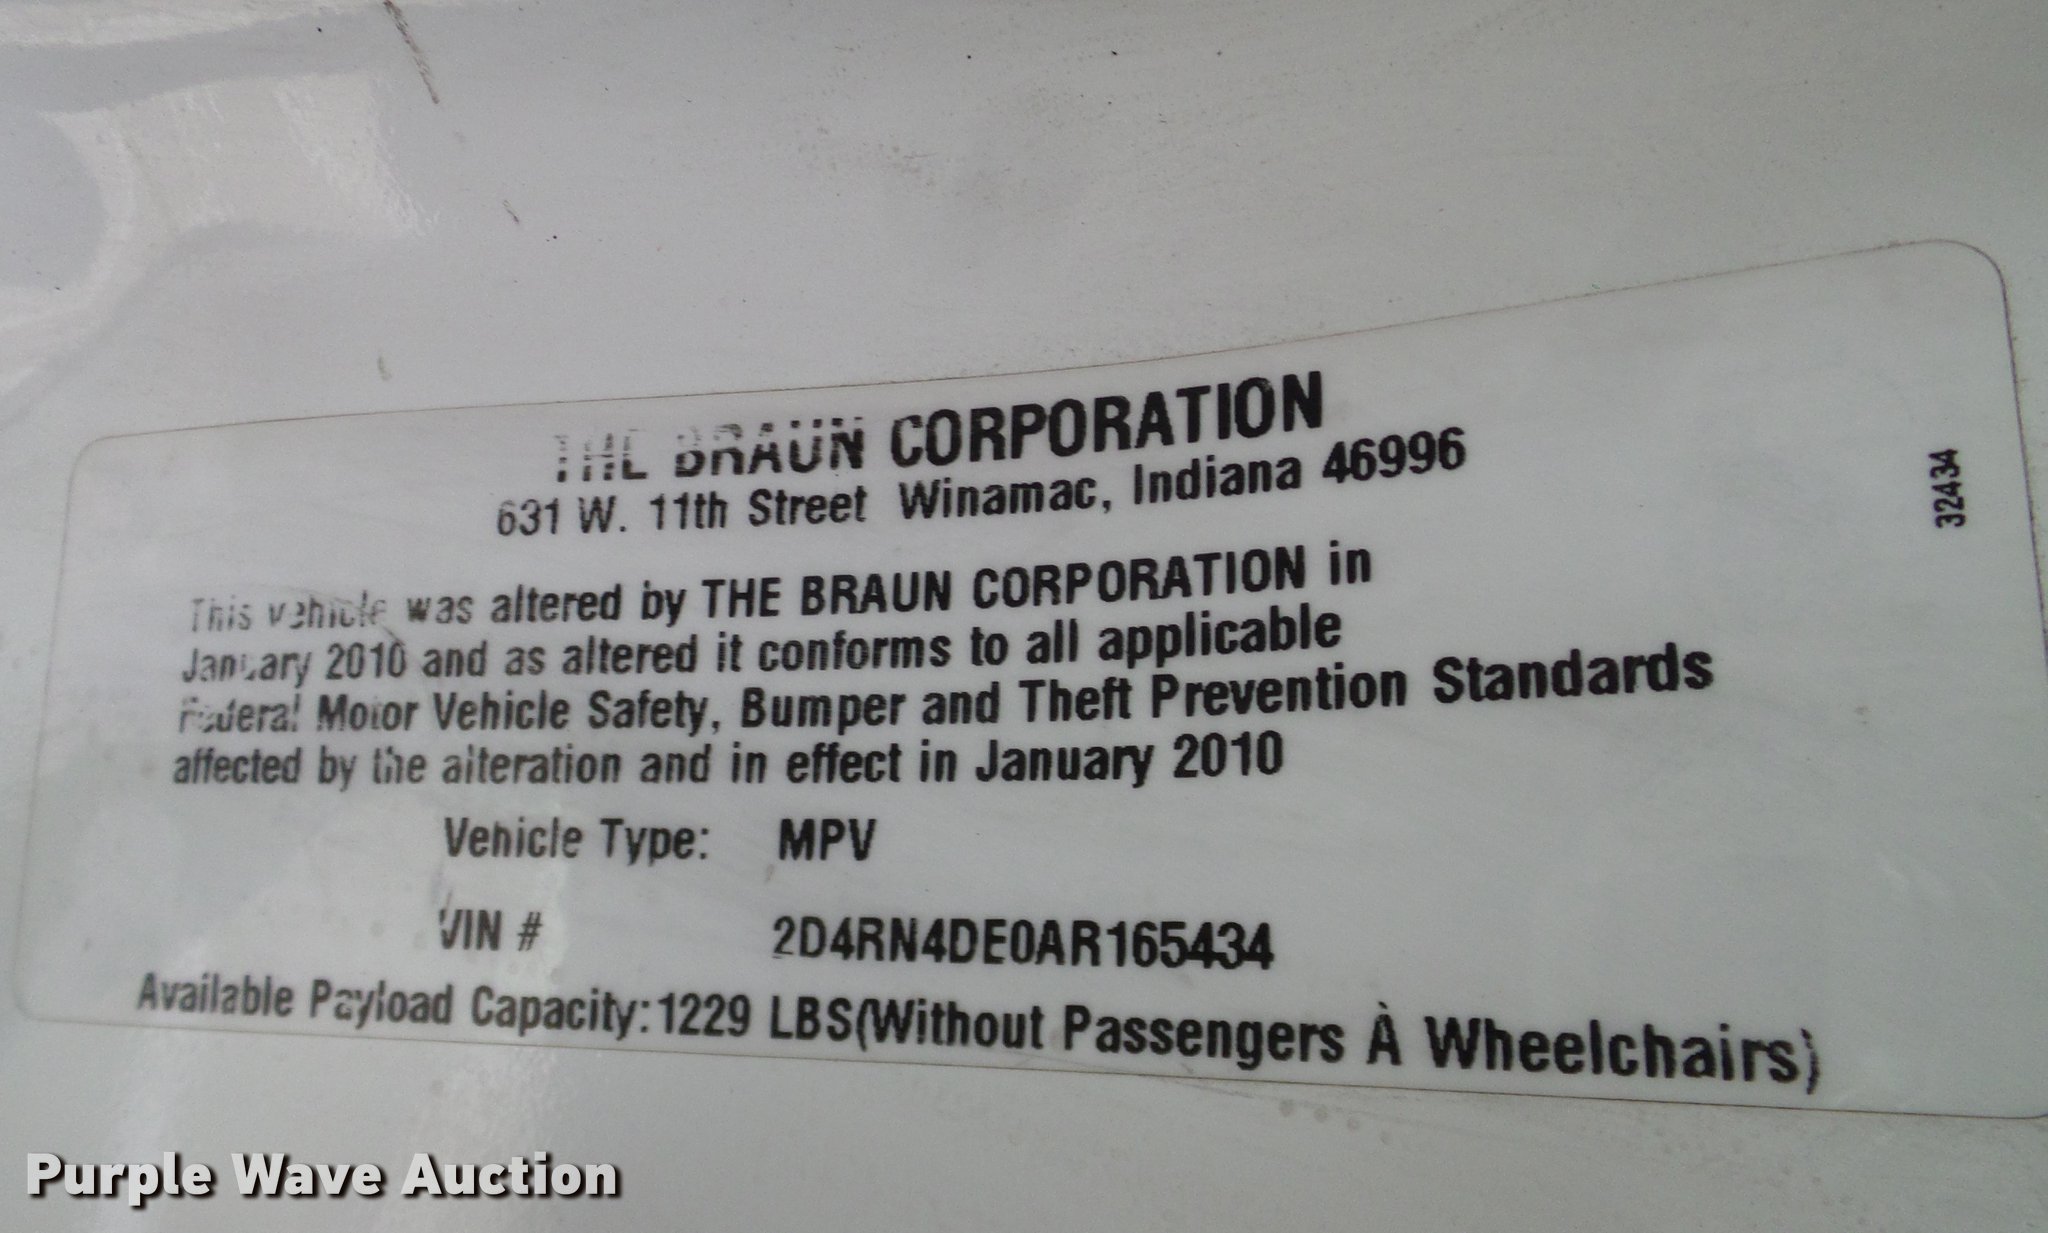 THE BRAUN CORPORATION
631 W. 11th Street Winamac, Indiana 46996
32434
This vehicle was altered by THE BRAUN CORPORATION in
January 2010 and as altered it conforms to all applicable
Federal Motor Vehicle Safety, Bumper and Theft Prevention Standards
affected by the alteration and in effect in January 2010
Vehicle Type: MPV
VIN # 2D4RN4DE0AR165434
Available Payload Capacity:1229 LBS(Without Passengers À Wheelchairs)
Purple Wave Auction